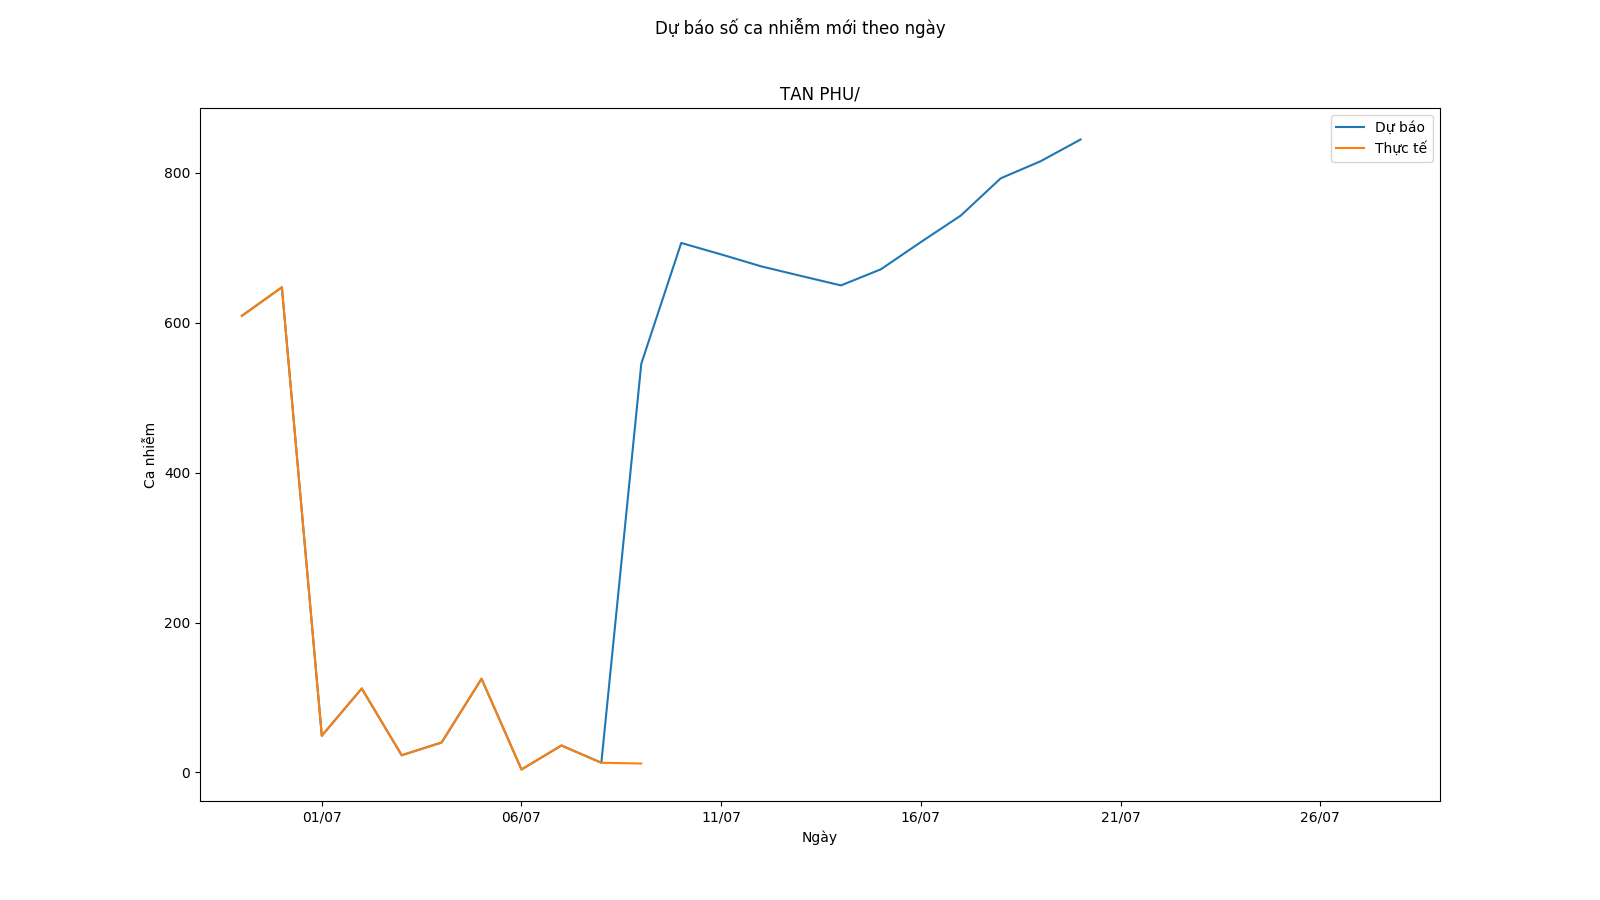 Dự báo số ca nhiễm mới theo ngày
TAN PHU/
Dự báo
Thực tế
800
600
400
200
0
Ca nhiễm
01/07
06/07
11/07
16/07
21/07
26/07
Ngày